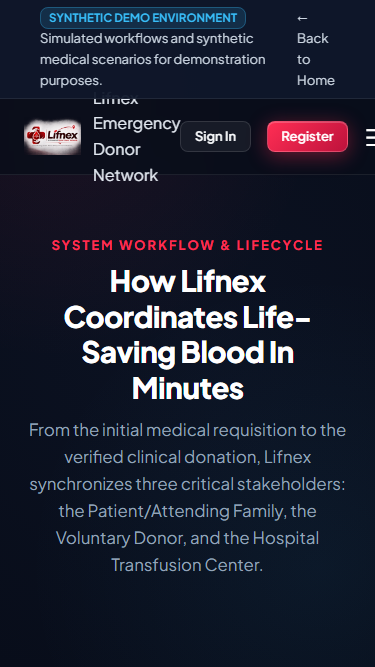 SYNTHETIC DEMO ENVIRONMENT
Simulated workflows and synthetic
medical scenarios for demonstration
purposes.
←
Back
to
Home
Lifnex
Lifnex
Emergency
Donor
Network
Sign In
Register
SYSTEM WORKFLOW & LIFECYCLE
How Lifnex
Coordinates Life-
Saving Blood In
Minutes
From the initial medical requisition to the
verified clinical donation, Lifnex
synchronizes three critical stakeholders:
the Patient/Attending Family, the
Voluntary Donor, and the Hospital
Transfusion Center.